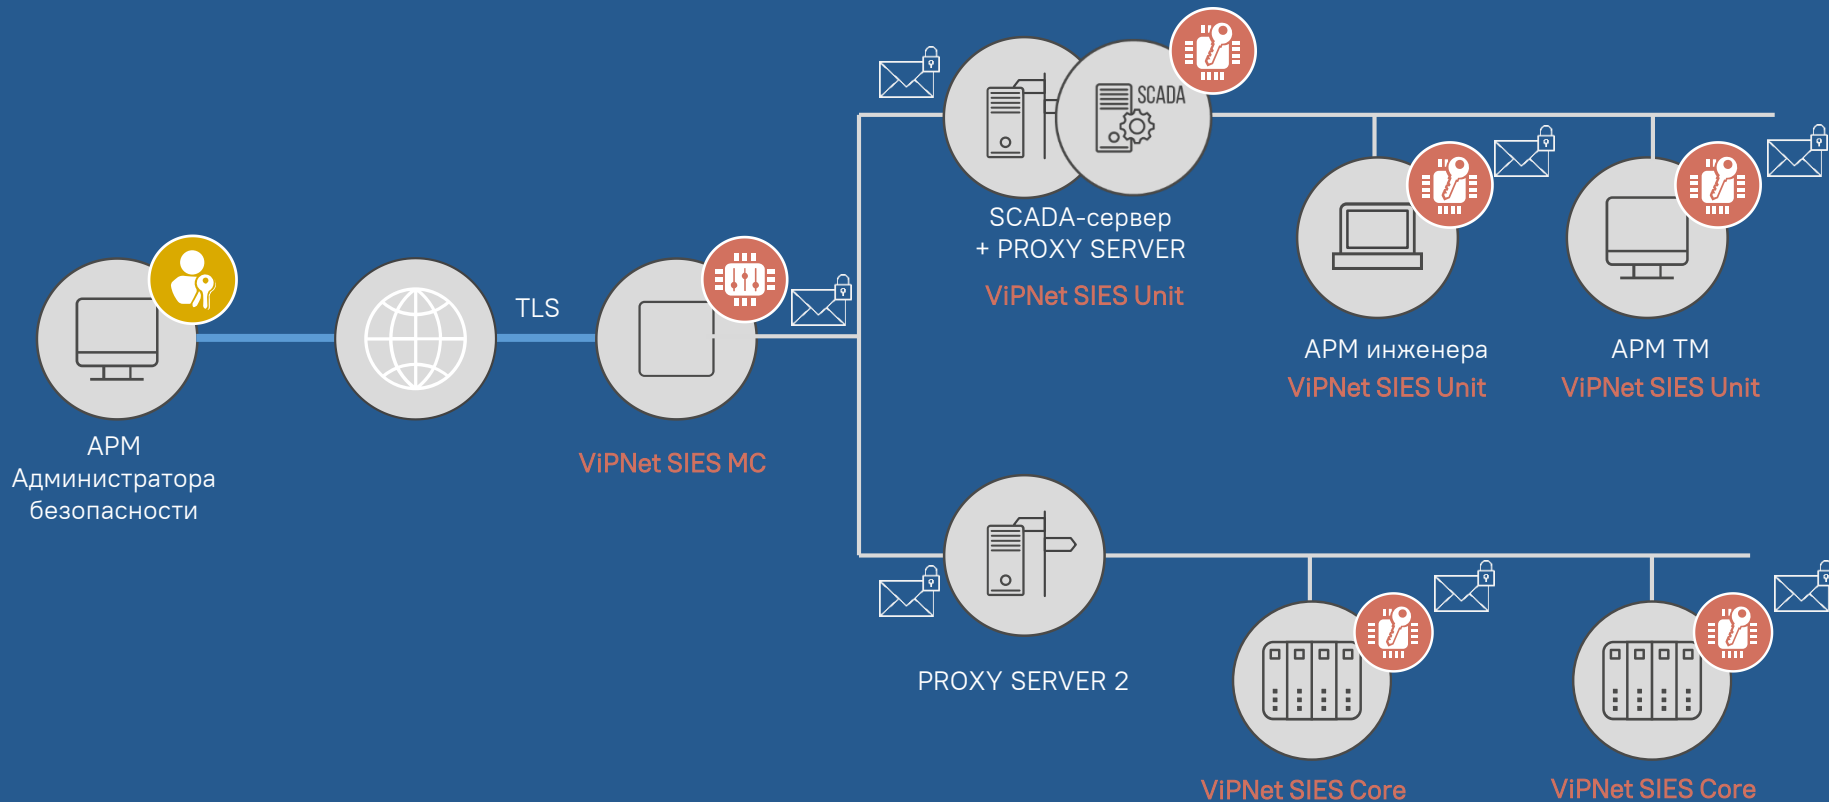 SCADA
SCADA-сервер
+ PROXY SERVER
ViPNet SIES Unit
TLS
АРМ инженера
ViPNet SIES Unit
АРМ ТМ
ViPNet SIES Unit
АРМ
Администратора
безопасности
ViPNet SIES MC
PROXY SERVER 2
ViPNet SIES Core
ViPNet SIES Core